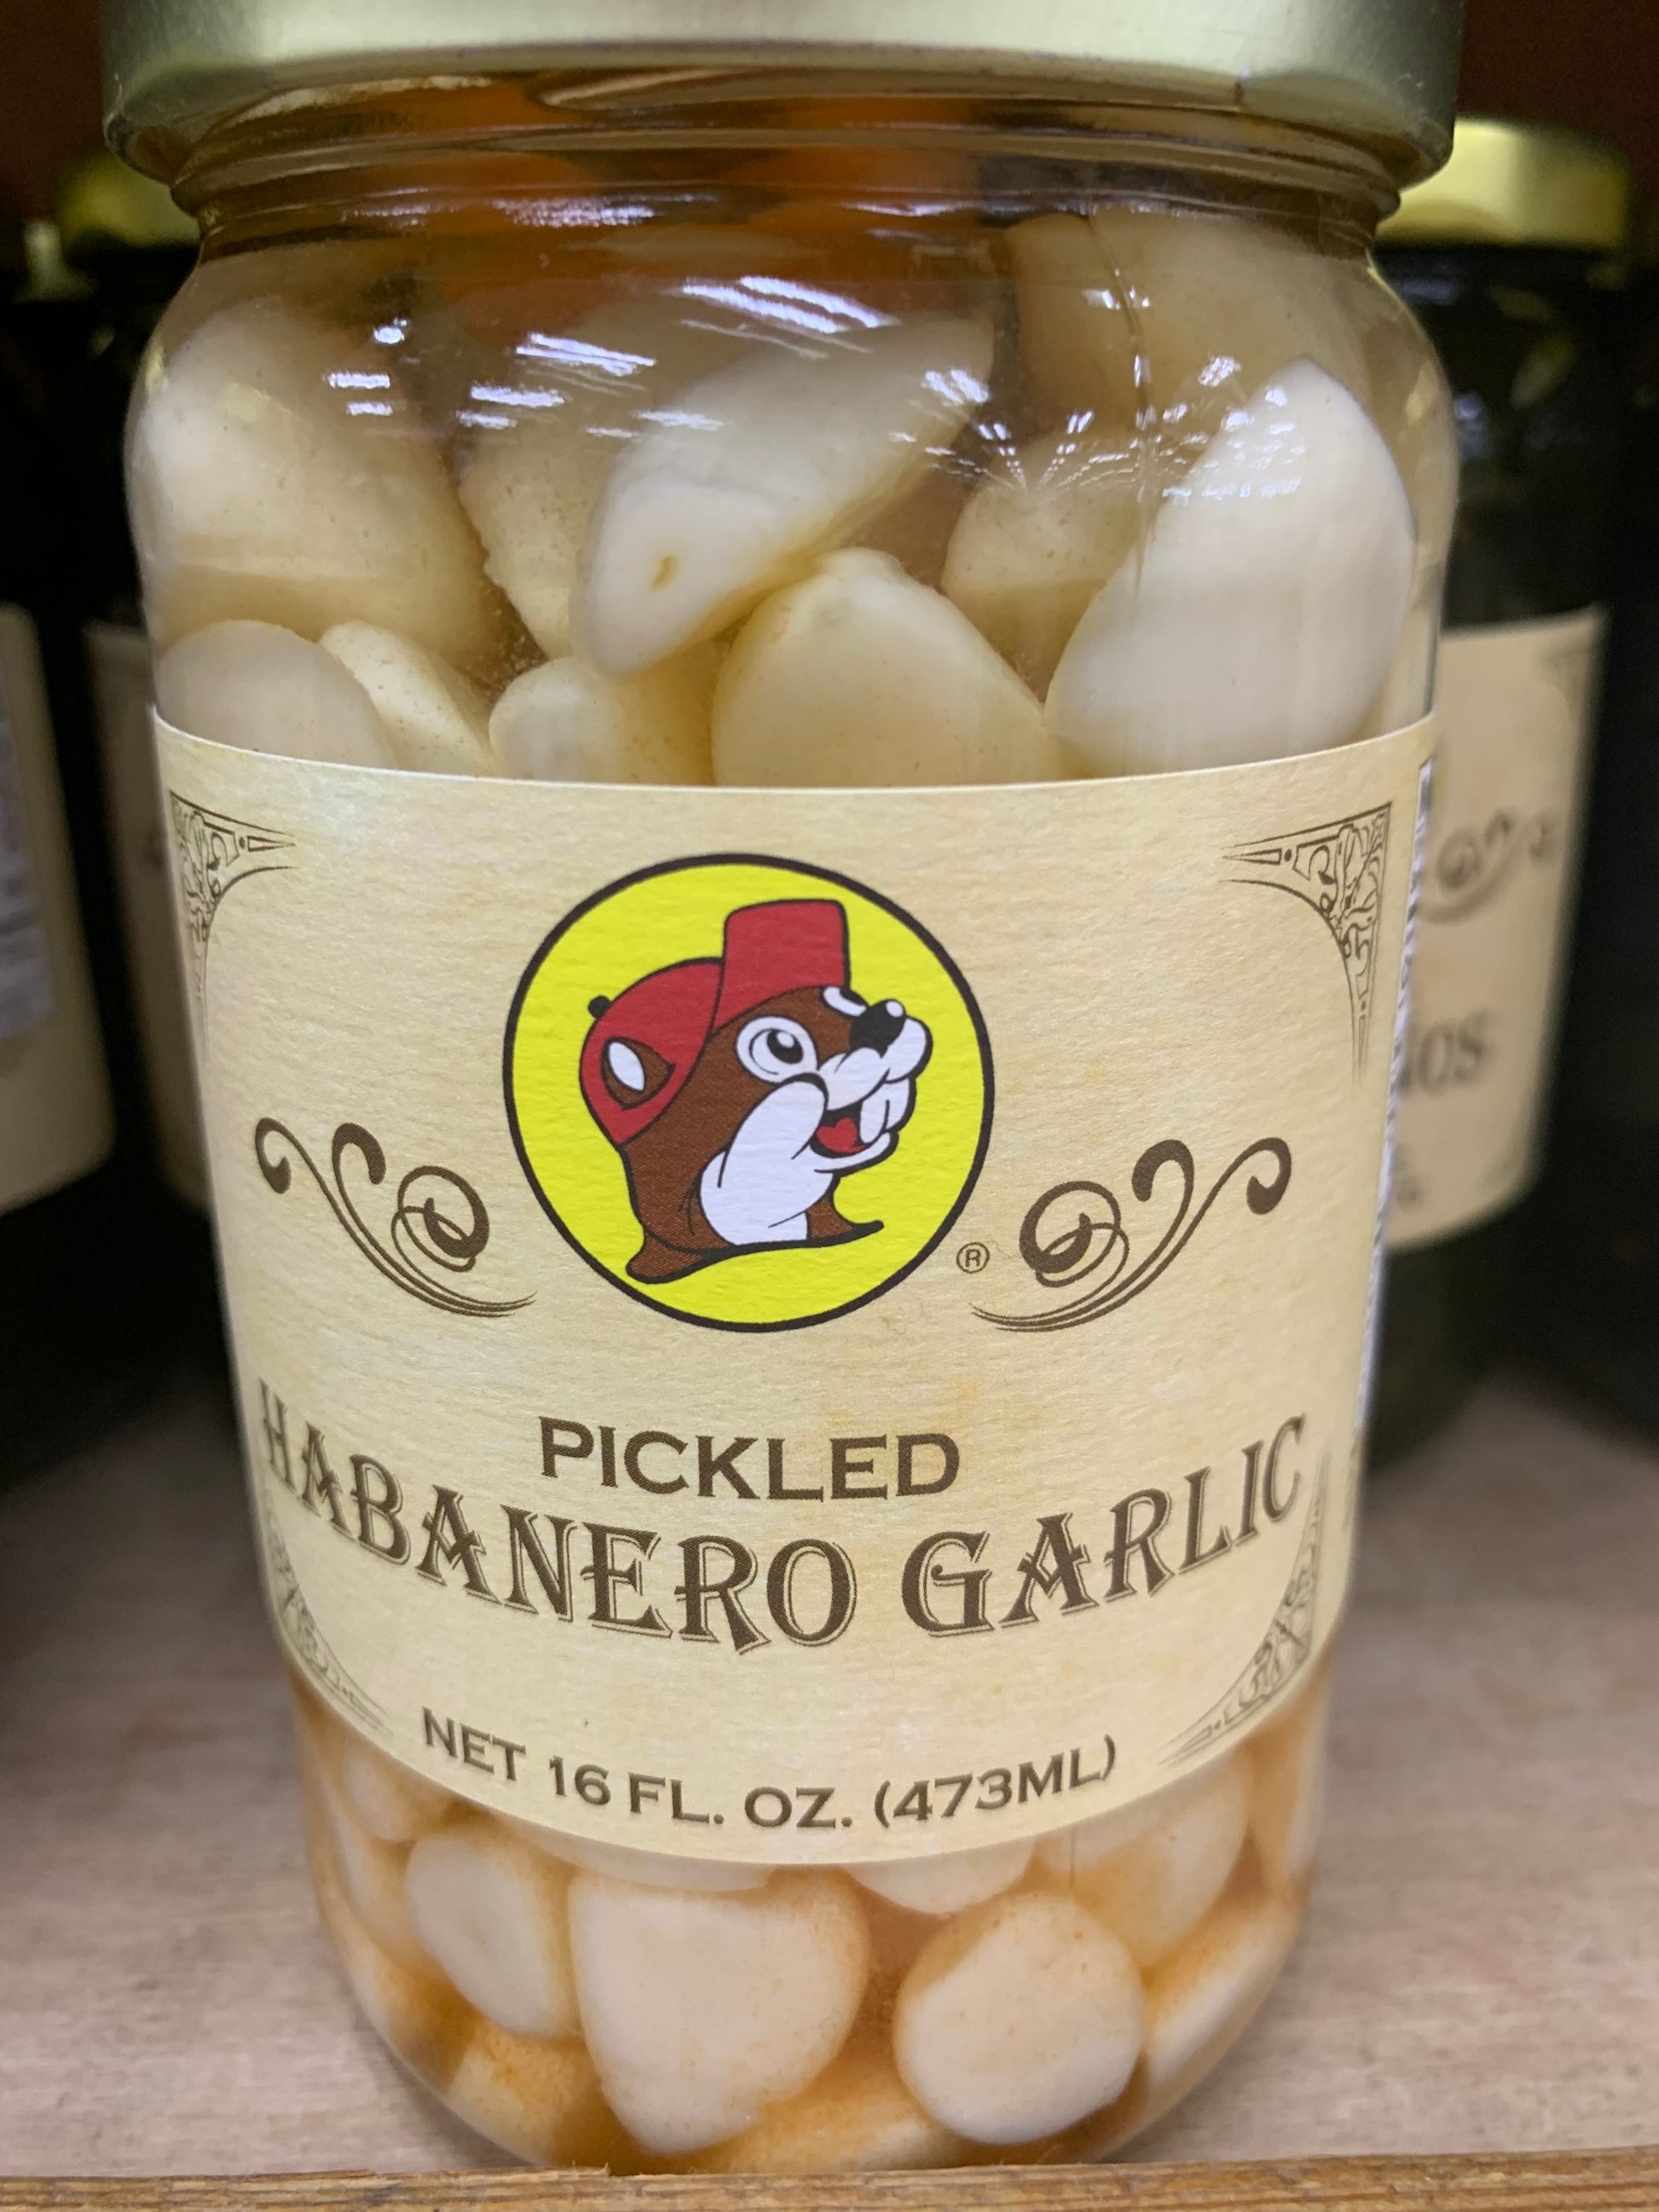 ®
PICKLED
HABANERO GARLIC
NET 16 FL. OZ. (473ML)